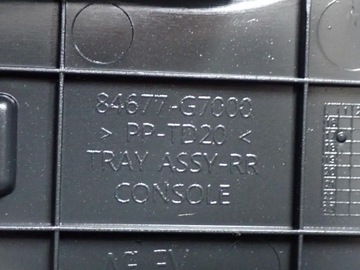 84677-G7000
> PP-TD20 <
TRAY ASSY-RR
CONSOLE